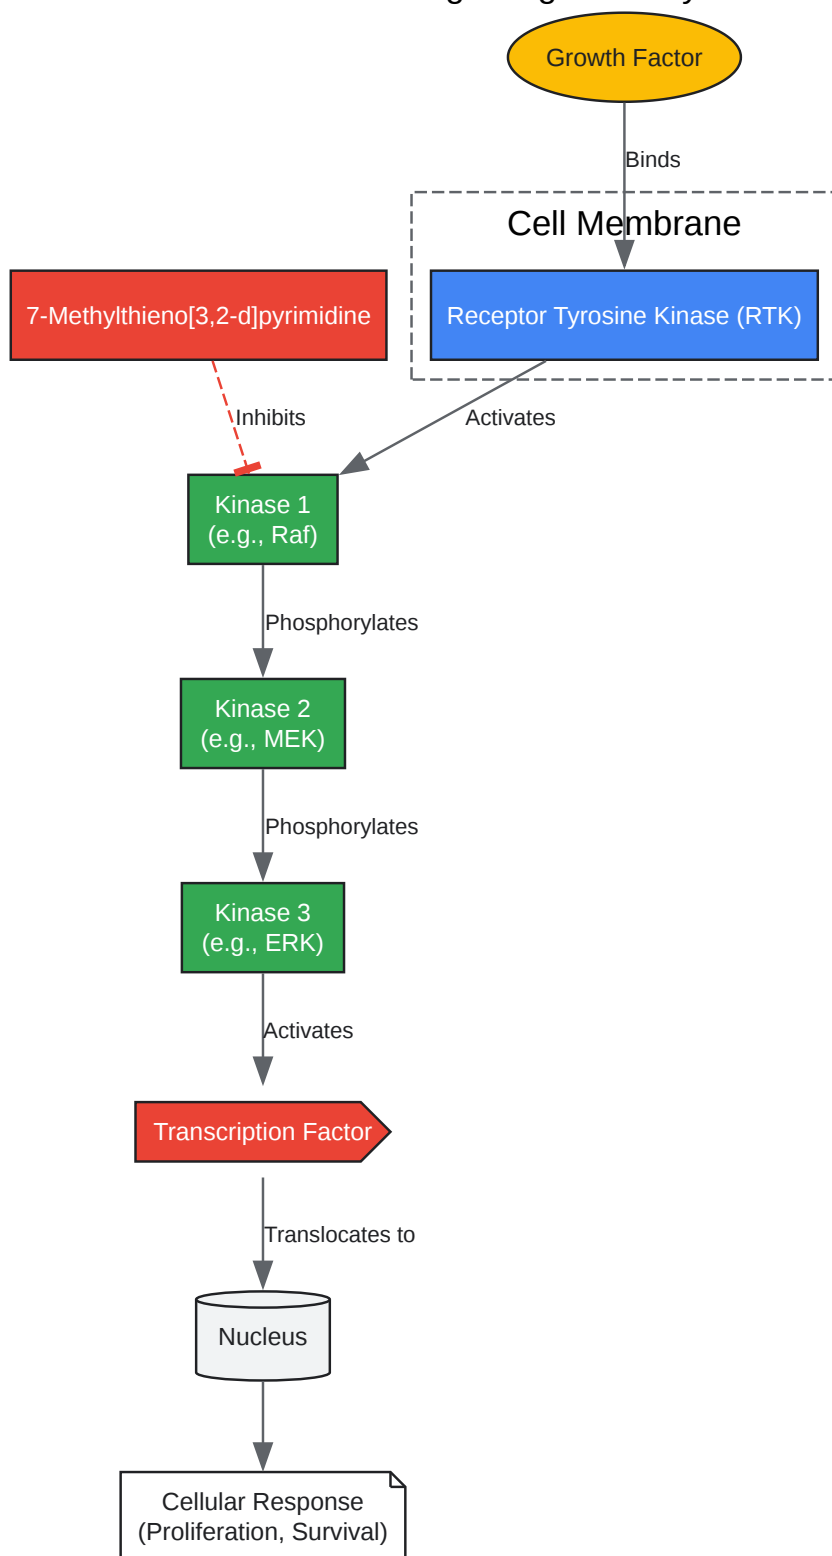 Growth Factor
Binds
Cell Membrane
7-Methylthieno[3,2-d]pyrimidine
Receptor Tyrosine Kinase (RTK)
Inhibits
Activates
Kinase 1
(e.g., Raf)
Phosphorylates
Kinase 2
(e.g., MEK)
Phosphorylates
Kinase 3
(e.g., ERK)
Activates
Transcription Factor
Translocates to
Nucleus
Cellular Response
(Proliferation, Survival)